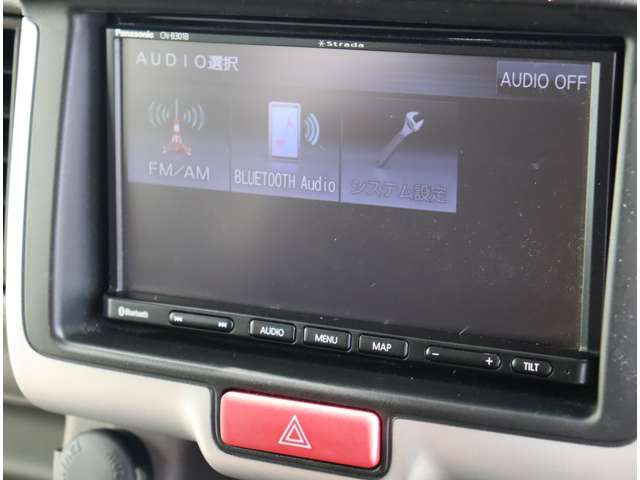 Panasonic CN-B301B
Strada
AUDIO選択
AUDIO OFF
FM/AM
BLUETOOTH Audio
システム設定
Bluetooth
AUDIO
MENU
MAP
− +
TILT